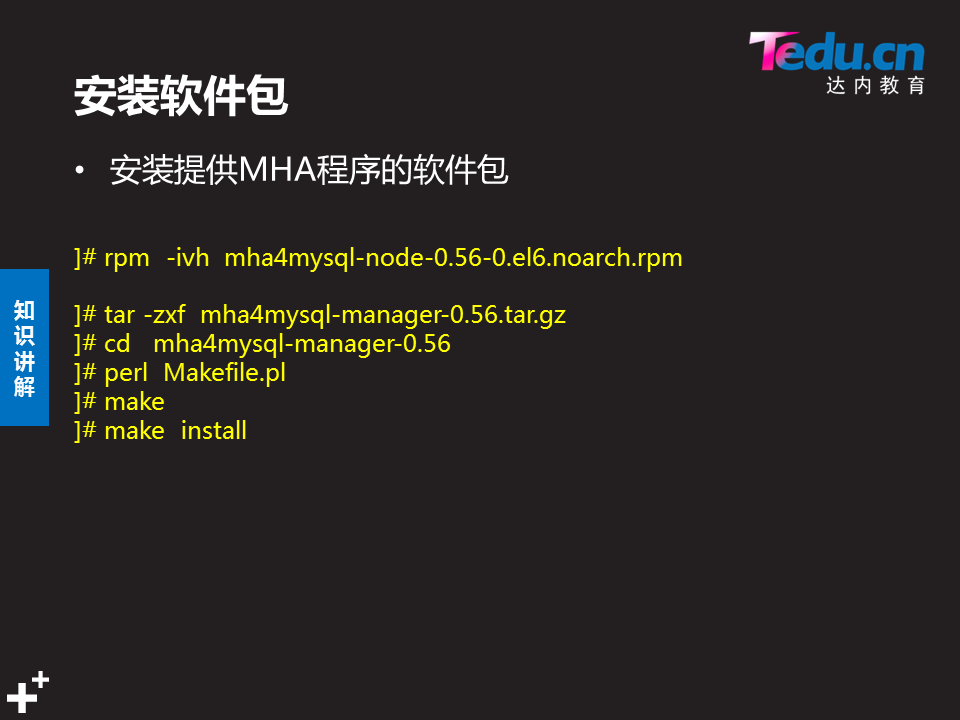 Tedu.cn
达内教育
安装软件包
• 安装提供MHA程序的软件包
]# rpm -ivh mha4mysql-node-0.56-0.el6.noarch.rpm
]# tar -zxf mha4mysql-manager-0.56.tar.gz
]# cd mha4mysql-manager-0.56
]# perl Makefile.pl
]# make
]# make install
知识讲解